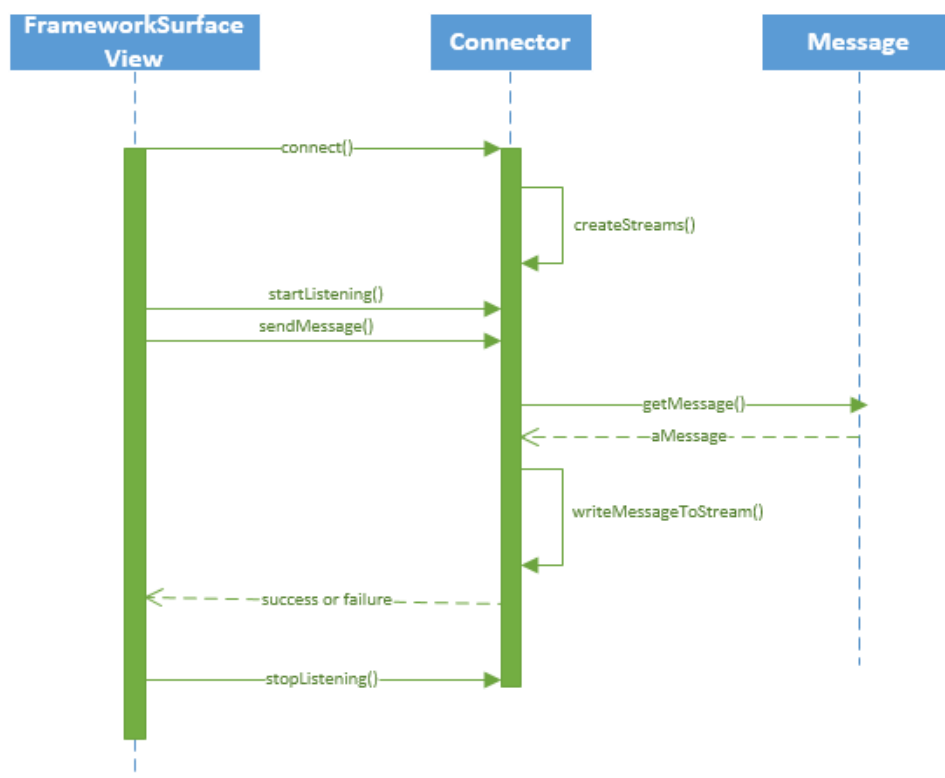 FrameworkSurface
View
Connector
Message
connect()
createStreams()
startListening()
sendMessage()
getMessage()
aMessage
writeMessageToStream()
success or failure
stopListening()